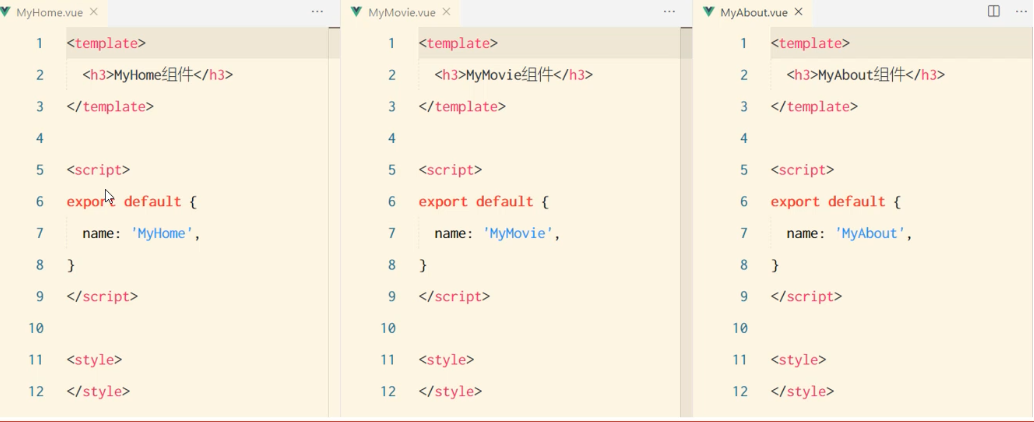 MyHome.vue
1 <template>
2 <h3>MyHome组件</h3>
3 </template>
4
5 <script>
6 export default {
7 name: 'MyHome',
8 }
9 </script>
10
11 <style>
12 </style>
MyMovie.vue
1 <template>
2 <h3>MyMovie组件</h3>
3 </template>
4
5 <script>
6 export default {
7 name: 'MyMovie',
8 }
9 </script>
10
11 <style>
12 </style>
MyAbout.vue
1 <template>
2 <h3>MyAbout组件</h3>
3 </template>
4
5 <script>
6 export default {
7 name: 'MyAbout',
8 }
9 </script>
10
11 <style>
12 </style>